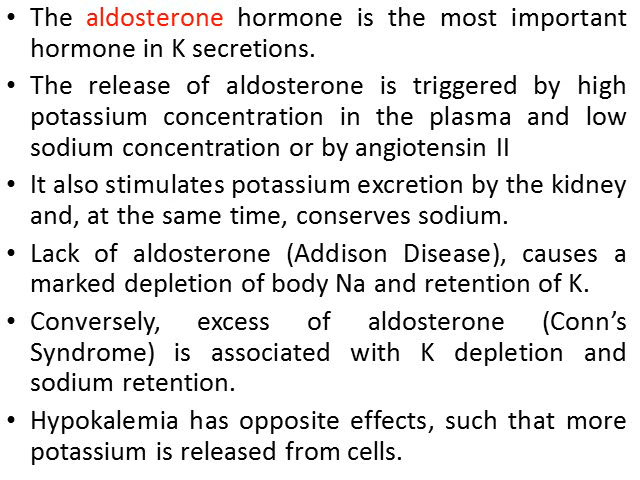 • The aldosterone hormone is the most important
hormone in K secretions.
• The release of aldosterone is triggered by high
potassium concentration in the plasma and low
sodium concentration or by angiotensin II
• It also stimulates potassium excretion by the kidney
and, at the same time, conserves sodium.
• Lack of aldosterone (Addison Disease), causes a
marked depletion of body Na and retention of K.
• Conversely, excess of aldosterone (Conn’s
Syndrome) is associated with K depletion and
sodium retention.
• Hypokalemia has opposite effects, such that more
potassium is released from cells.